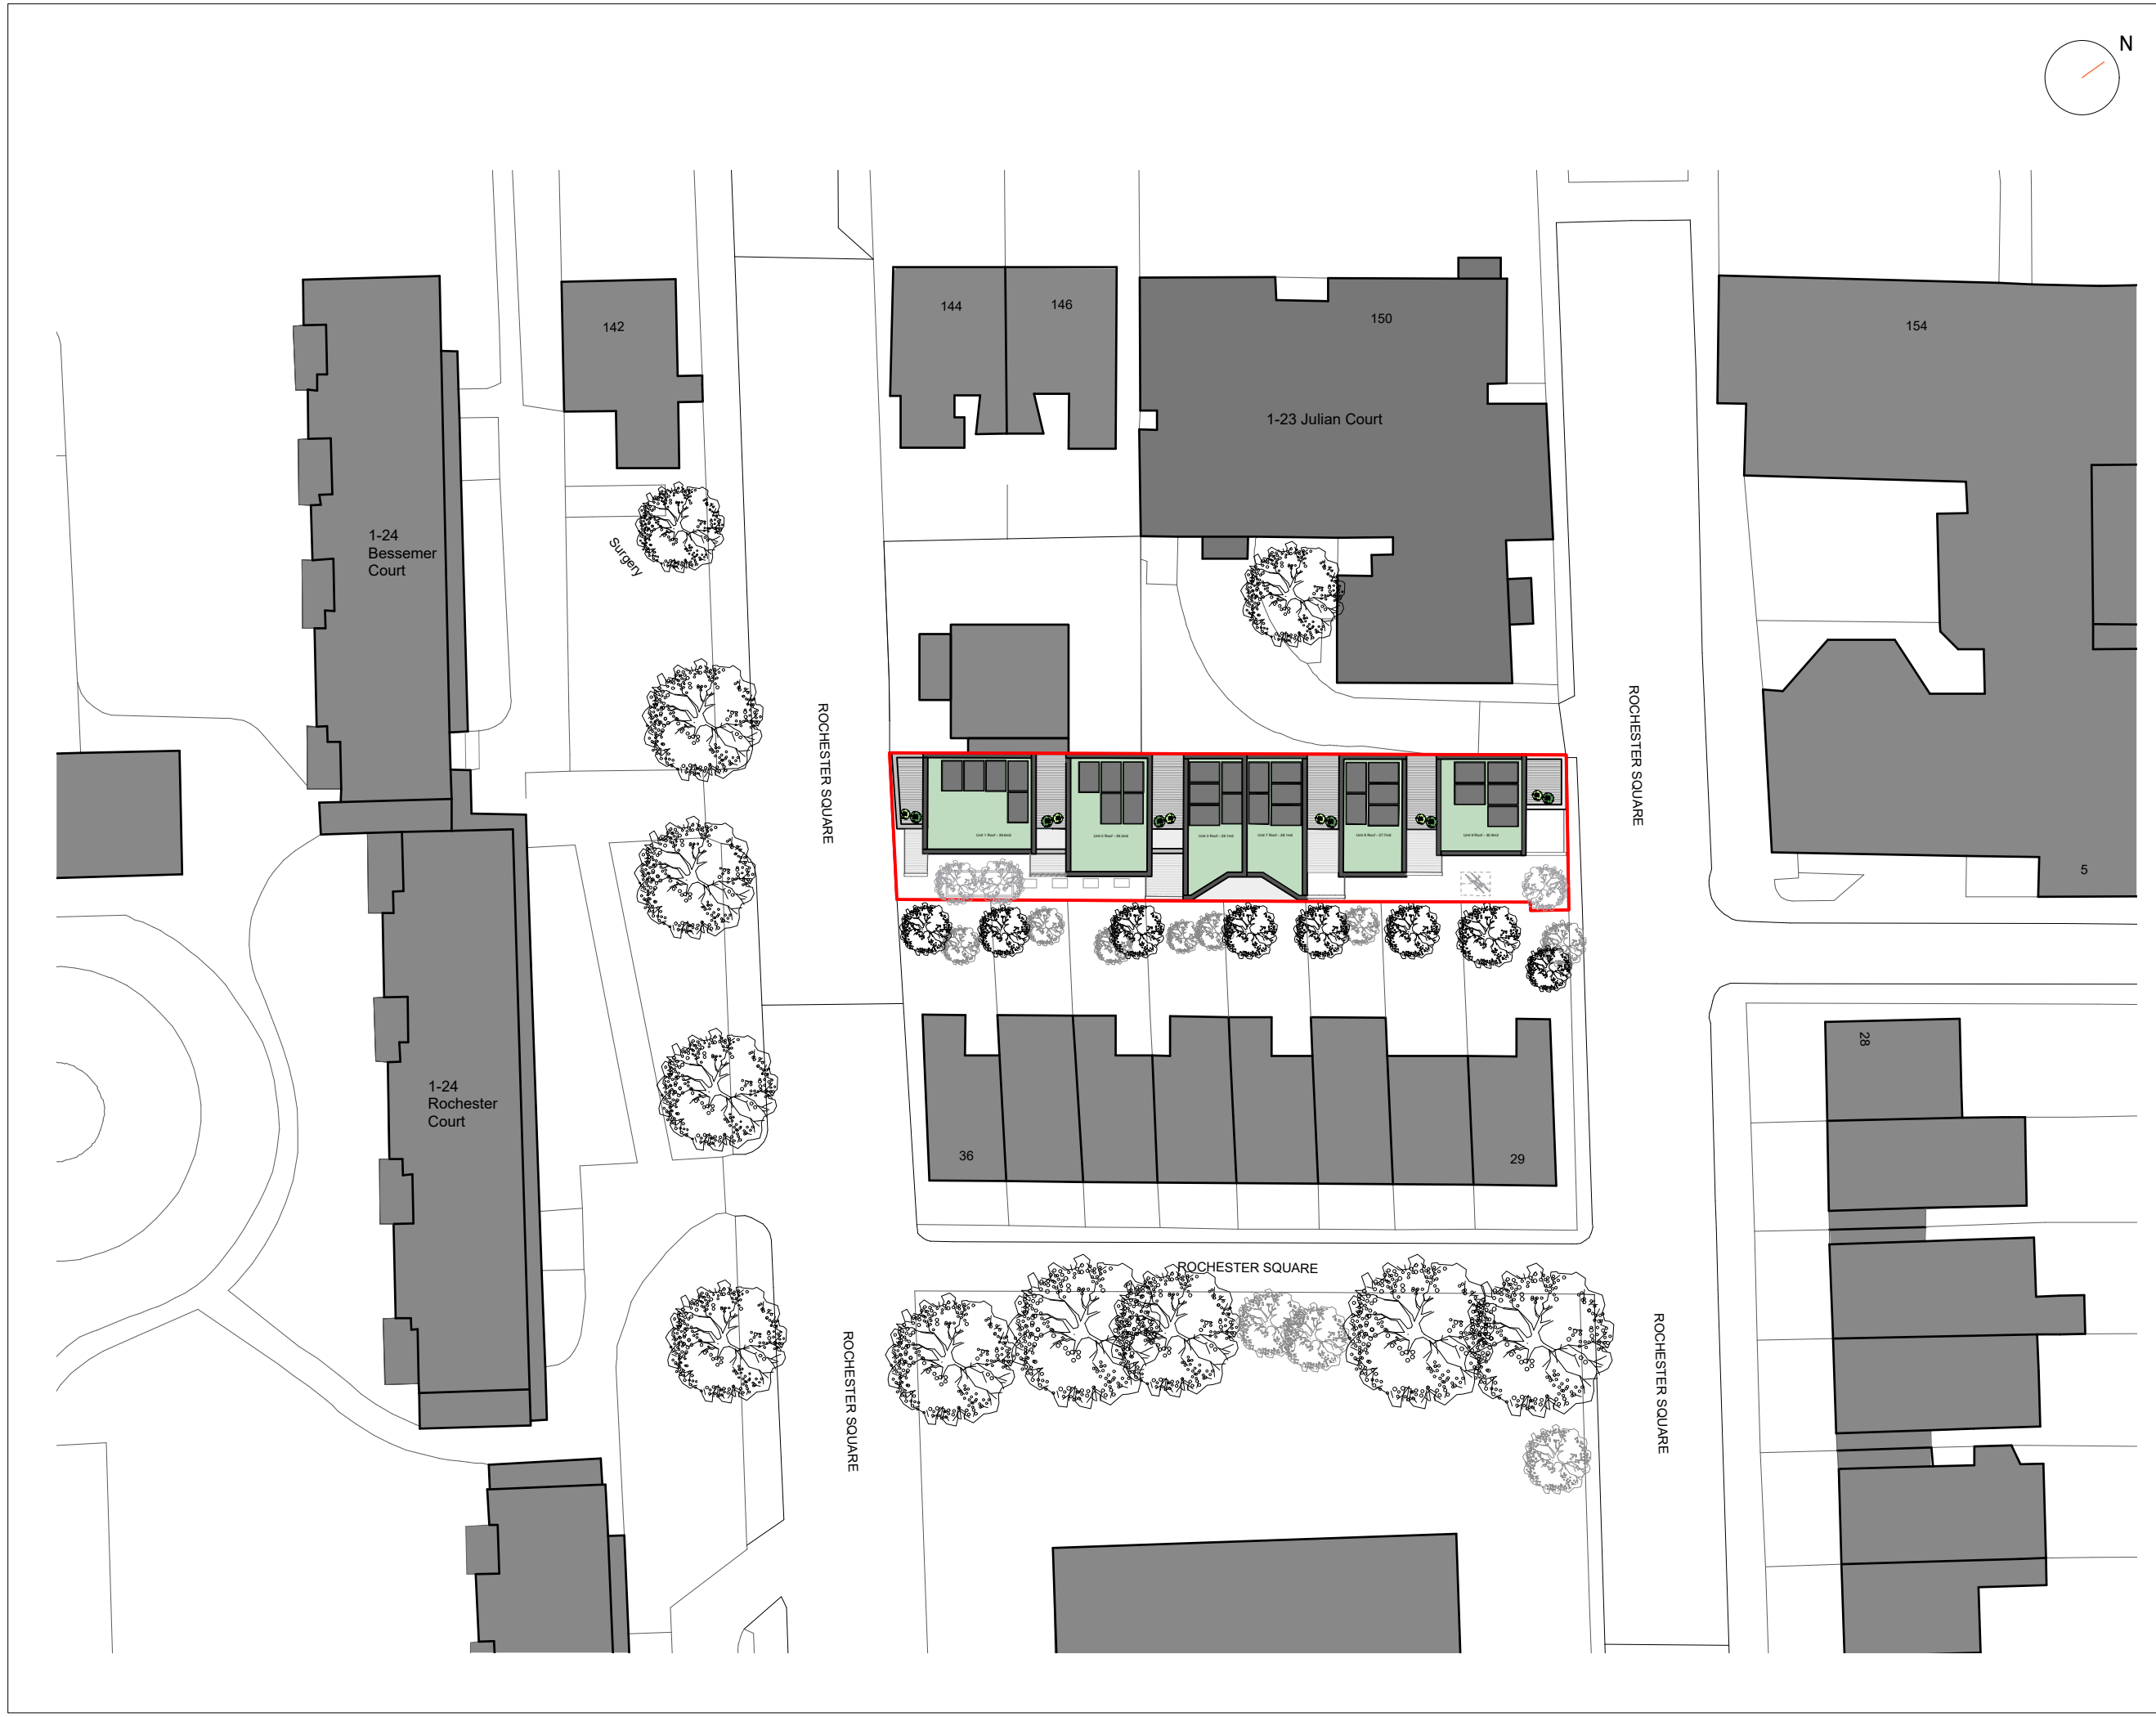 N
144
146
150
154
142
1-23 Julian Court
1-24
Bessemer
Court
Surgery
ROCHESTER SQUARE
ROCHESTER SQUARE
5
28
1-24
Rochester
Court
36
29
ROCHESTER SQUARE
ROCHESTER SQUARE
ROCHESTER SQUARE